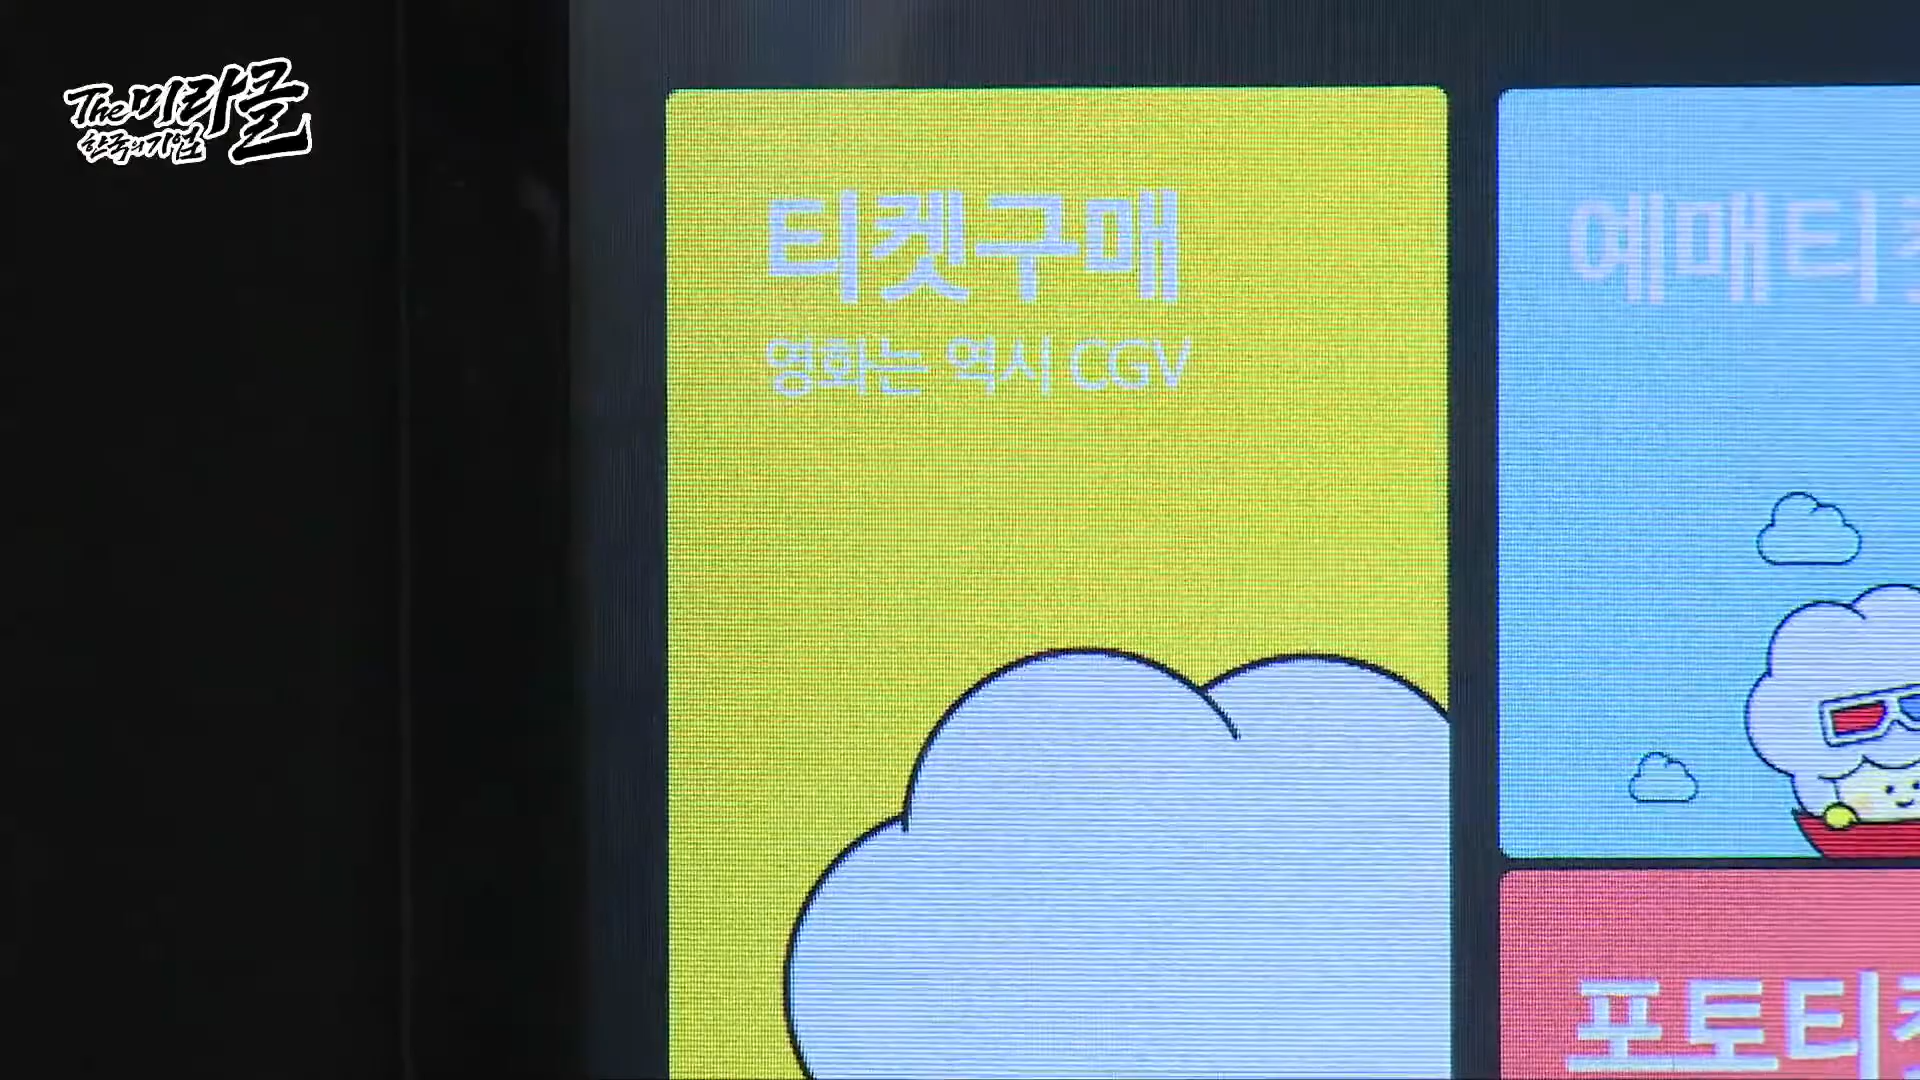 The 미라클
한국의 기업
티켓구매
영화는 역시 CGV
예매티
포토티